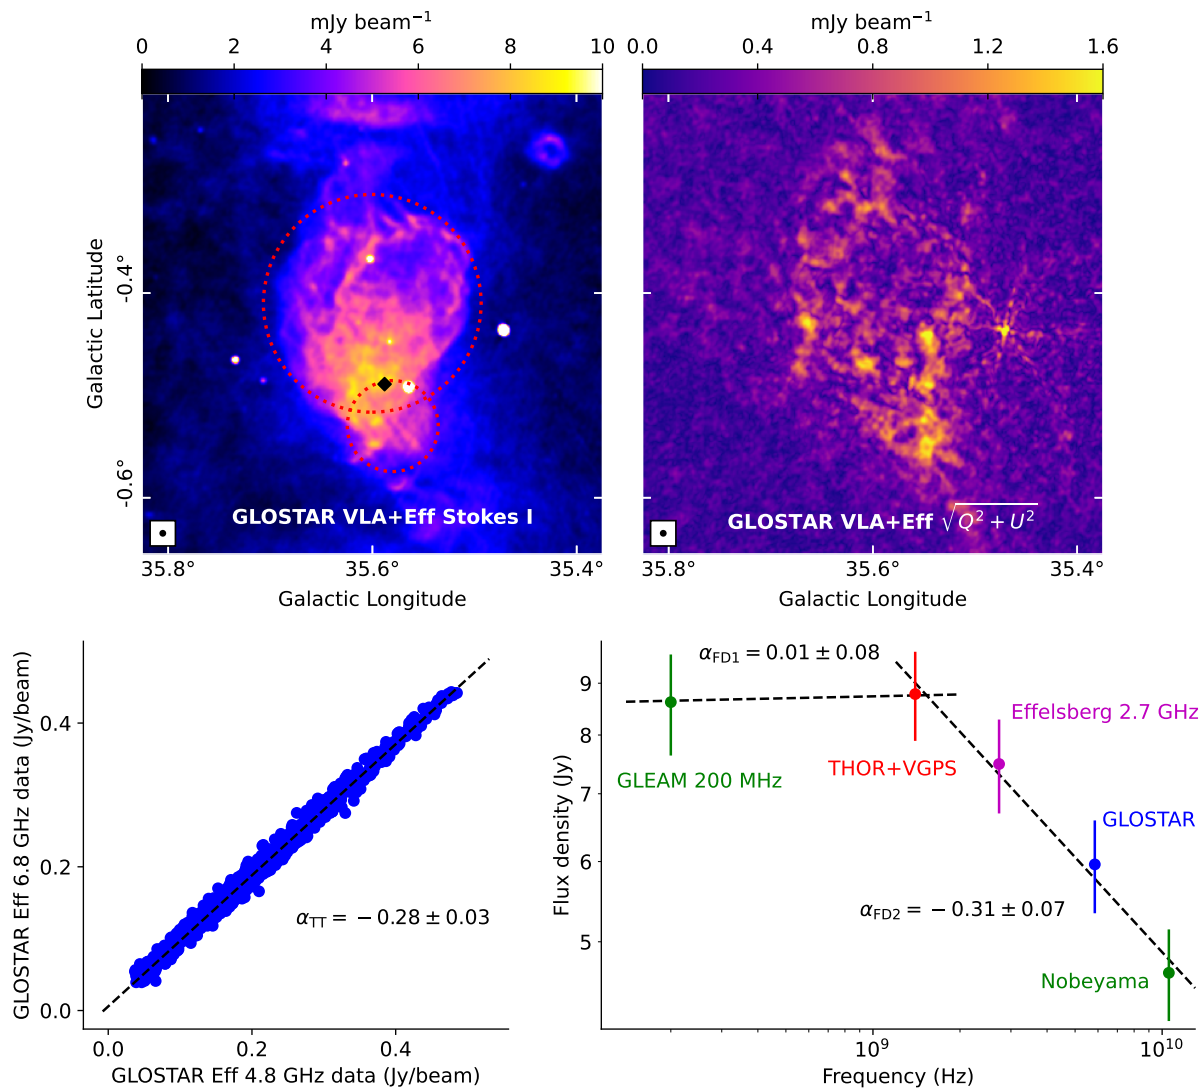 mJy beam⁻¹
0 2 4 6 8 10
Galactic Latitude
-0.4°
-0.6°
GLOSTAR VLA+Eff Stokes I
35.8° 35.6° 35.4°
Galactic Longitude
mJy beam⁻¹
0.0 0.4 0.8 1.2 1.6
GLOSTAR VLA+Eff √(Q² + U²)
35.8° 35.6° 35.4°
Galactic Longitude
GLOSTAR Eff 6.8 GHz data (Jy/beam)
0.4
0.2
0.0
α_TT = −0.28 ± 0.03
0.0 0.2 0.4
GLOSTAR Eff 4.8 GHz data (Jy/beam)
Flux density (Jy)
9
8
7
6
5
α_FD1 = 0.01 ± 0.08
Effelsberg 2.7 GHz
THOR+VGPS
GLEAM 200 MHz
GLOSTAR
α_FD2 = −0.31 ± 0.07
Nobeyama
10⁹ 10¹⁰
Frequency (Hz)